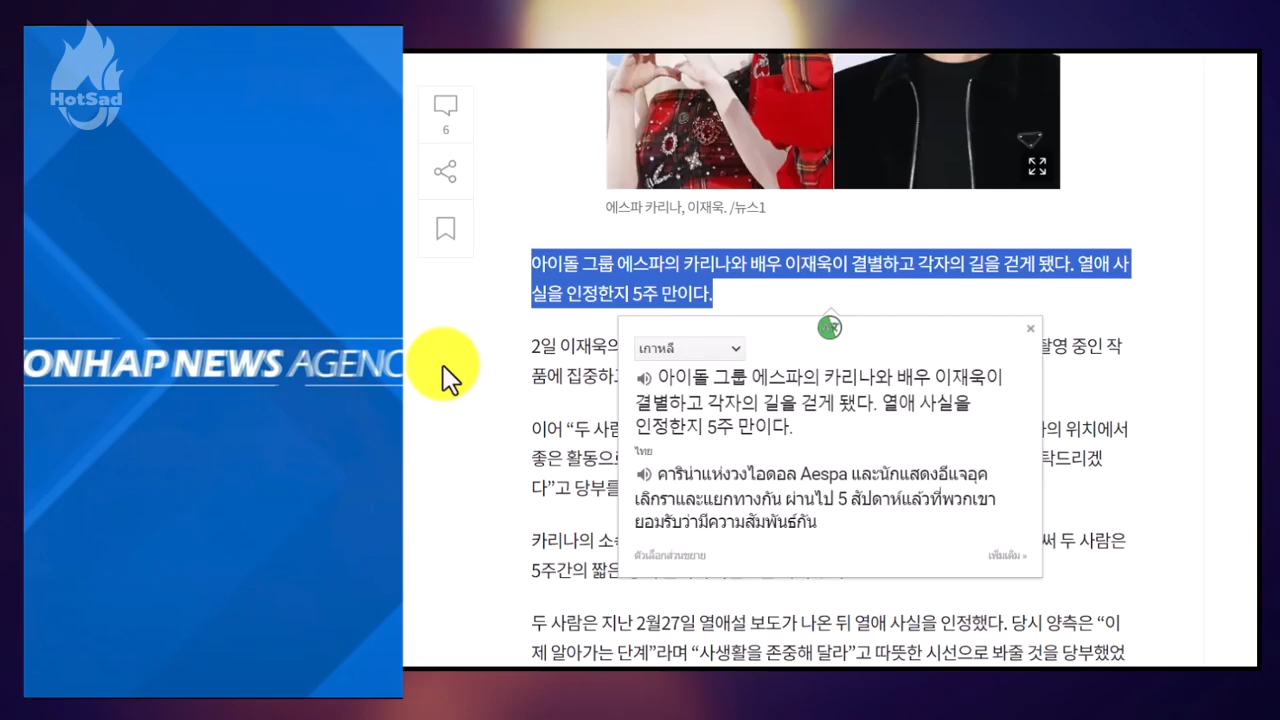 HotSad
ONHAP NEWS AGENC
6
에스파 카리나, 이재욱. /뉴스1
아이돌 그룹 에스파의 카리나와 배우 이재욱이 결별하고 각자의 길을 걷게 됐다. 열애 사
실을 인정한지 5주 만이다.
เกาหลี
아이돌 그룹 에스파의 카리나와 배우 이재욱이
결별하고 각자의 길을 걷게 됐다. 열애 사실을
인정한지 5주 만이다.
ไทย
คาริน่าแห่งวงไอดอล Aespa และนักแสดงอีแจอุค
เลิกราและแยกทางกัน ผ่านไป 5 สัปดาห์แล้วที่พวกเขา
ยอมรับว่ามีความสัมพันธ์กัน
ตัวเลือกส่วนขยาย เพิ่มเติม »
2일 이재욱의 촬영 중인 작
품에 집중하고
이어 “두 사람 의 위치에서
좋은 활동으로 탁드리겠
다”고 당부를
카리나의 소속 써 두 사람은
5주간의 짧은
두 사람은 지난 2월27일 열애설 보도가 나온 뒤 열애 사실을 인정했다. 당시 양측은 “이
제 알아가는 단계”라며 “사생활을 존중해 달라”고 따뜻한 시선으로 봐줄 것을 당부했었